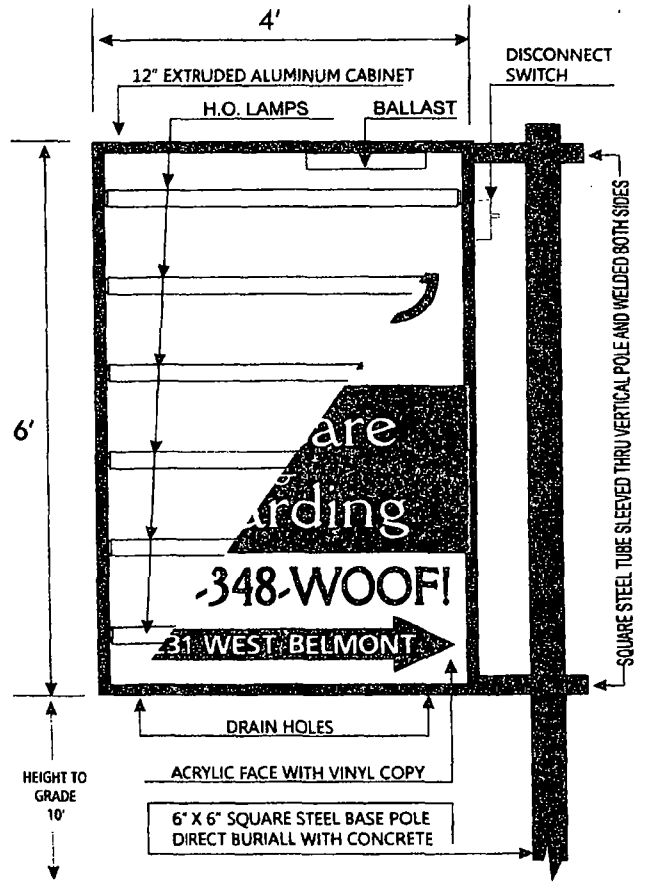 4'
DISCONNECT
SWITCH
12" EXTRUDED ALUMINUM CABINET
H.O. LAMPS
BALLAST
6'
are
arding
-348-WOOF!
31 WEST BELMONT
SQUARE STEEL TUBE SLEEVED THRU VERTICAL POLE AND WELDED BOTH SIDES
DRAIN HOLES
HEIGHT TO
GRADE
10'
ACRYLIC FACE WITH VINYL COPY
6" X 6" SQUARE STEEL BASE POLE
DIRECT BURIALL WITH CONCRETE